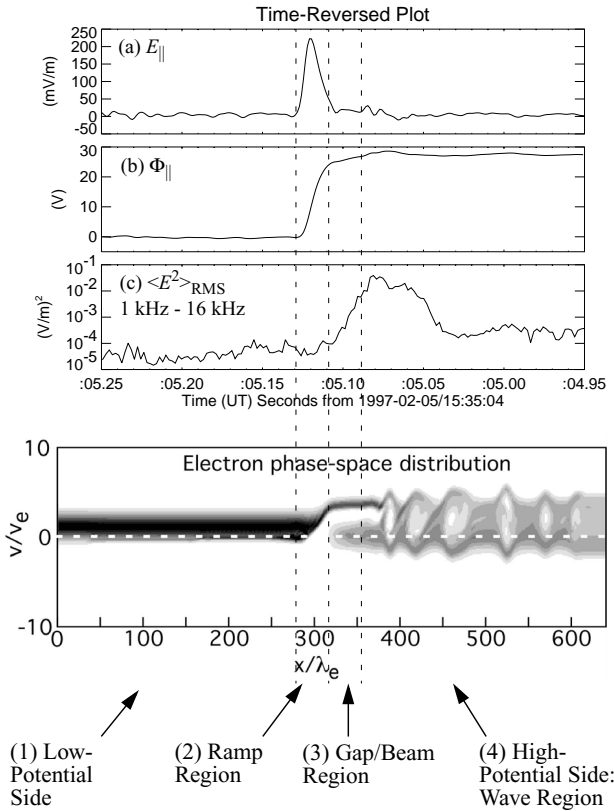 Time-Reversed Plot
(a) E||
250
200
150
100
50
0
-50
(mV/m)
(b) Φ||
30
20
10
0
(V)
(c) <E²>RMS
1 kHz - 16 kHz
10⁻¹
10⁻²
10⁻³
10⁻⁴
10⁻⁵
(V/m)²
:05.25 :05.20 :05.15 :05.10 :05.05 :05.00 :04.95
Time (UT) Seconds from 1997-02-05/15:35:04
Electron phase-space distribution
10
0
-10
v/vₑ
0 100 200 300 400 500 600
x/λₑ
(1) Low-
Potential
Side
(2) Ramp
Region
(3) Gap/Beam
Region
(4) High-
Potential Side:
Wave Region